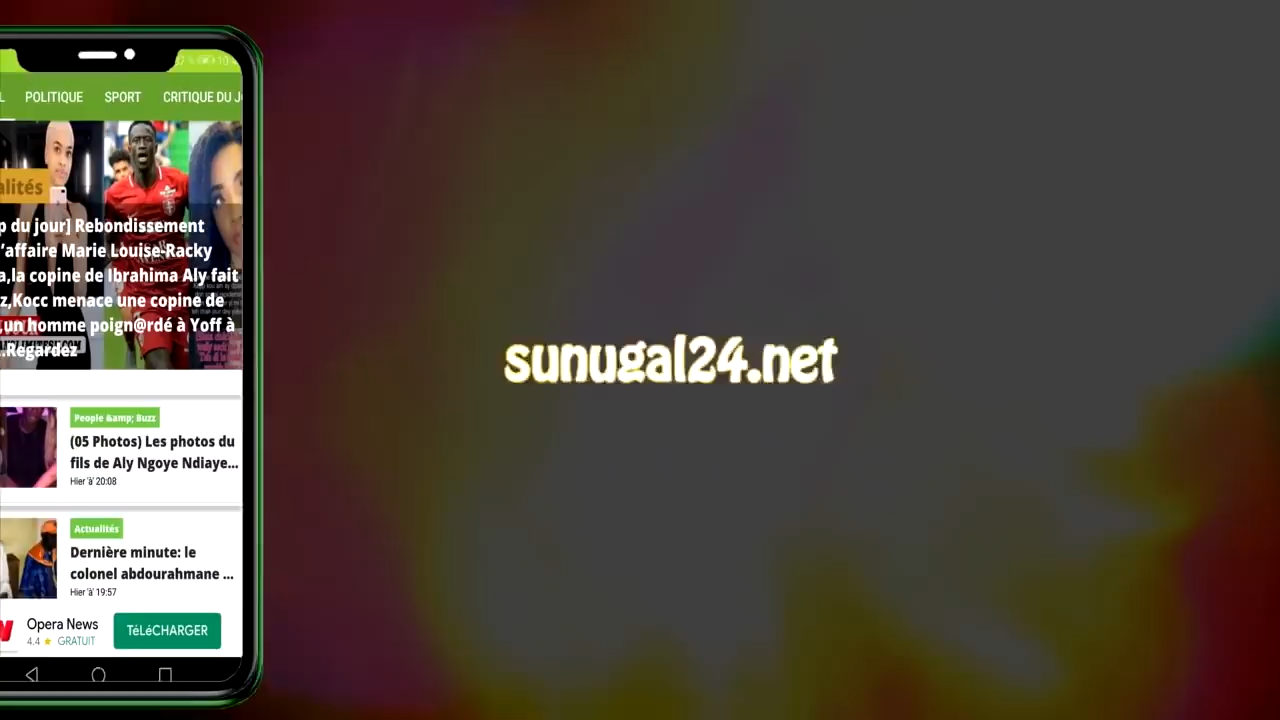 POLITIQUE SPORT CRITIQUE DU
alités
du jour] Rebondissement
'affaire Marie Louise-Racky
a,la copine de Ibrahima Aly fait
z,Kocc menace une copine de
,un homme poign@rdé à Yoff à
..Regardez
sunugal24.net
People &amp; Buzz
(05 Photos) Les photos du
fils de Aly Ngoye Ndiaye...
Hier 'à' 20:08
Actualités
Dernière minute: le
colonel abdourahmane ...
Hier 'à' 19:57
Opera News
4.4 ★ GRATUIT
TéLéCHARGER